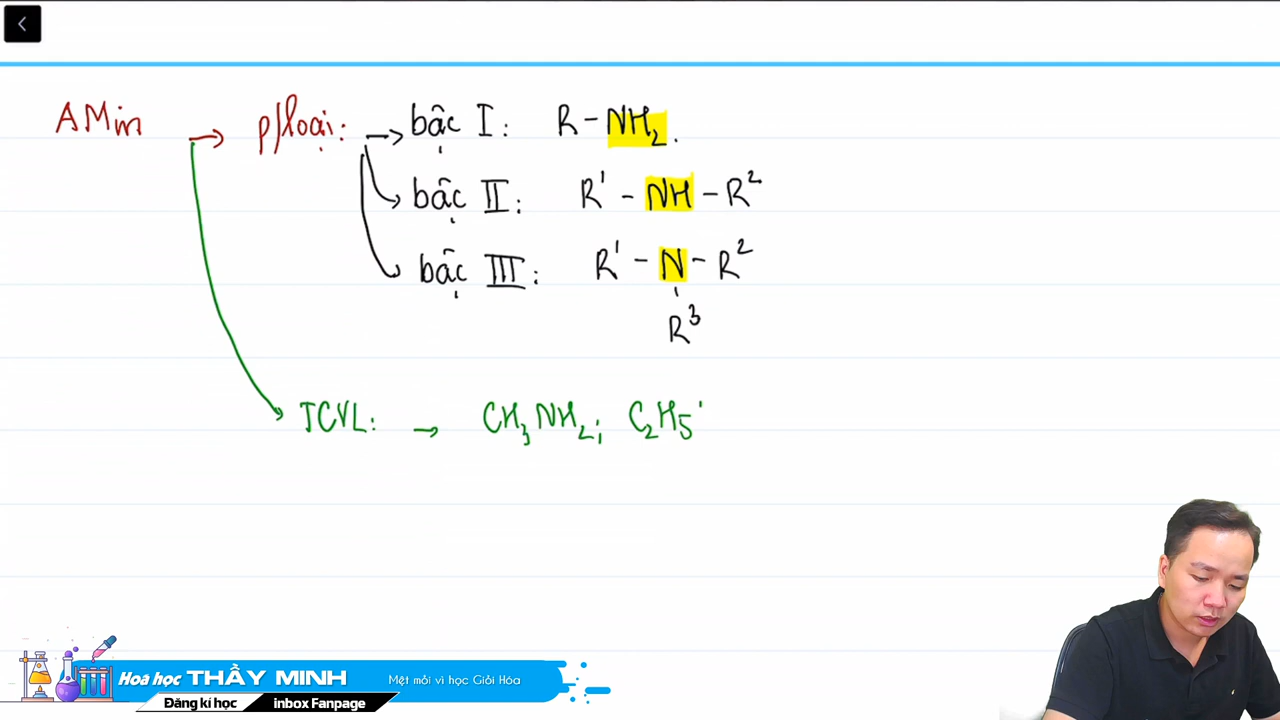 AMin → p/loại: → bậc I: R - NH₂.
bậc II: R¹ - NH - R²
bậc III: R¹ - N - R²
R³
TCVL: → CH₃NH₂; C₂H₅
Hoá học THẦY MINH
Mệt mỏi vì học Giỏi Hóa
Đăng kí học inbox Fanpage